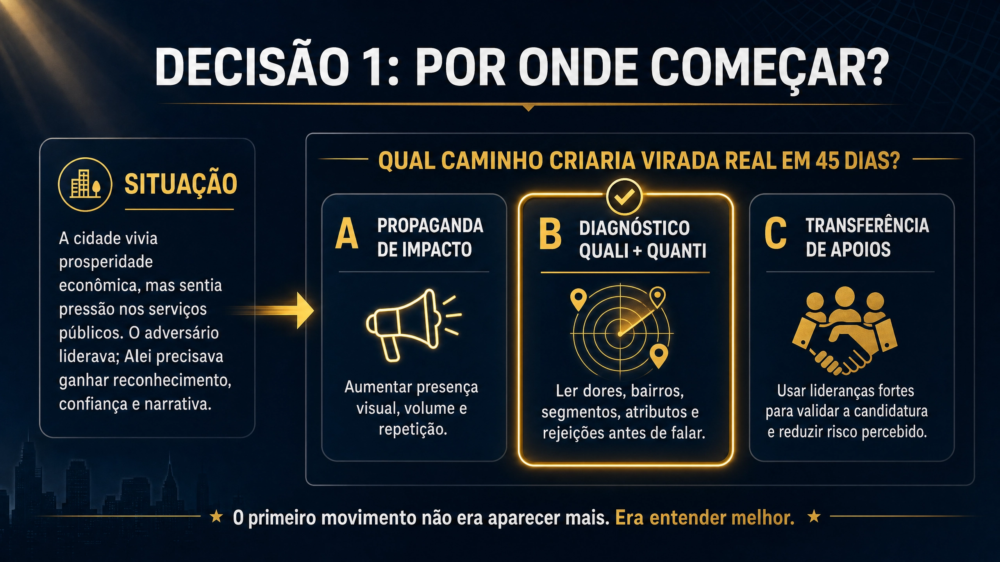 DECISÃO 1: POR ONDE COMEÇAR?
SITUAÇÃO
A cidade vivia
prosperidade
econômica, mas sentia
pressão nos serviços
públicos. O adversário
liderava; Alei precisava
ganhar reconhecimento,
confiança e narrativa.
QUAL CAMINHO CRIARIA VIRADA REAL EM 45 DIAS?
A
PROPAGANDA
DE IMPACTO
Aumentar presença
visual, volume e
repetição.
B
DIAGNÓSTICO
QUALI + QUANTI
Ler dores, bairros,
segmentos, atributos e
rejeições antes de falar.
C
TRANSFERÊNCIA
DE APOIOS
Usar lideranças fortes
para validar a candidatura
e reduzir risco percebido.
O primeiro movimento não era aparecer mais. Era entender melhor.